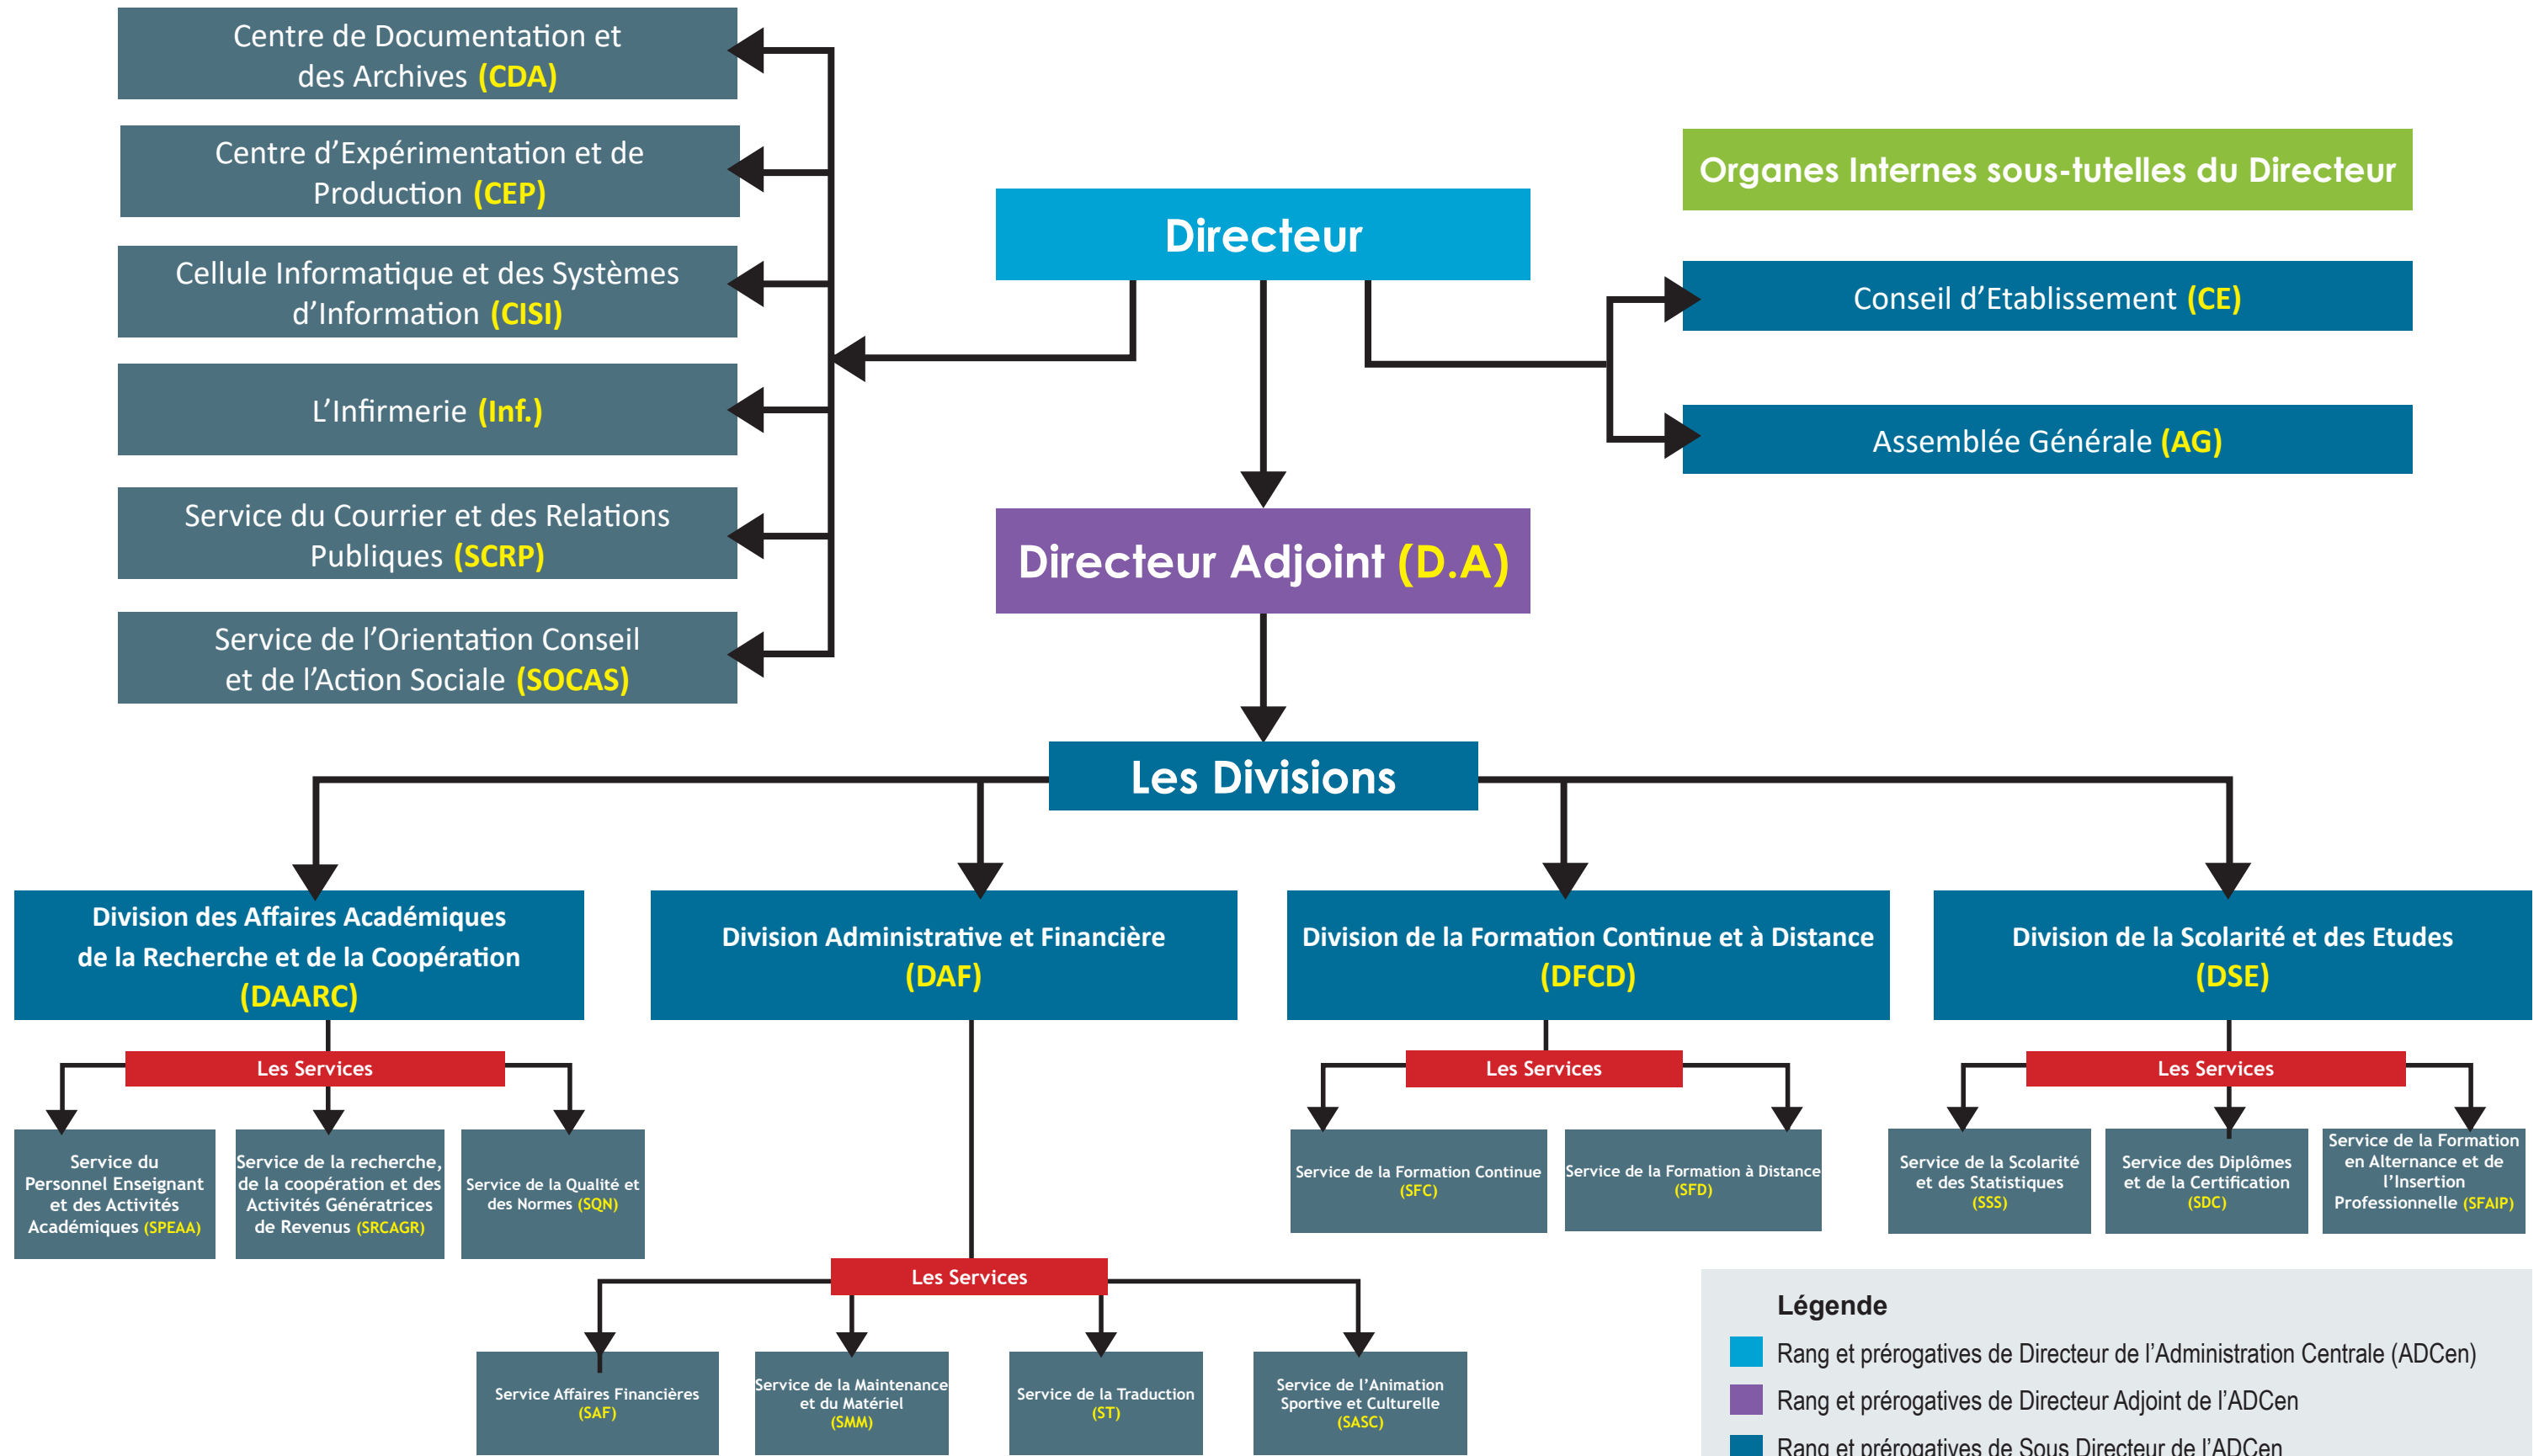 Centre de Documentation et
des Archives (CDA)
Centre d’Expérimentation et de
Production (CEP)
Cellule Informatique et des Systèmes
d’Information (CISI)
L’Infirmerie (Inf.)
Service du Courrier et des Relations
Publiques (SCRP)
Service de l’Orientation Conseil
et de l’Action Sociale (SOCAS)
Directeur
Organes Internes sous-tutelles du Directeur
Conseil d’Etablissement (CE)
Assemblée Générale (AG)
Directeur Adjoint (D.A)
Les Divisions
Division des Affaires Académiques
de la Recherche et de la Coopération
(DAARC)
Division Administrative et Financière
(DAF)
Division de la Formation Continue et à Distance
(DFCD)
Division de la Scolarité et des Etudes
(DSE)
Les Services
Service du
Personnel Enseignant
et des Activités
Académiques (SPEAA)
Service de la recherche,
de la coopération et des
Activités Génératrices
de Revenus (SRCAGR)
Service de la Qualité et
des Normes (SQN)
Les Services
Service Affaires Financières
(SAF)
Service de la Maintenance
et du Matériel
(SMM)
Service de la Traduction
(ST)
Service de l’Animation
Sportive et Culturelle
(SASC)
Les Services
Service de la Formation Continue
(SFC)
Service de la Formation à Distance
(SFD)
Les Services
Service de la Scolarité
et des Statistiques
(SSS)
Service des Diplômes
et de la Certification
(SDC)
Service de la Formation
en Alternance et de
l’Insertion
Professionnelle (SFAIP)
Légende
Rang et prérogatives de Directeur de l’Administration Centrale (ADCen)
Rang et prérogatives de Directeur Adjoint de l’ADCen
Rang et prérogatives de Sous Directeur de l’ADCen